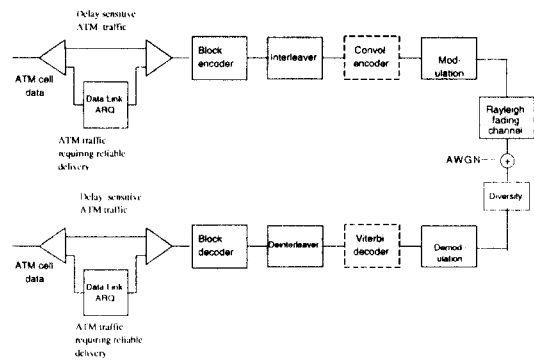 Delay sensitive
ATM traffic
ATM cell
data
Data Link
ARQ
ATM traffic
requiring reliable
delivery
Block
encoder
Interleaver
Convol
encoder
Mod-
ulation
Rayleigh
fading
channel
AWGN
+
Diversity
Delay sensitive
ATM traffic
ATM cell
data
Data Link
ARQ
ATM traffic
requiring reliable
delivery
Block
decoder
Deinterleaver
Viterbi
decoder
Demod-
ulation